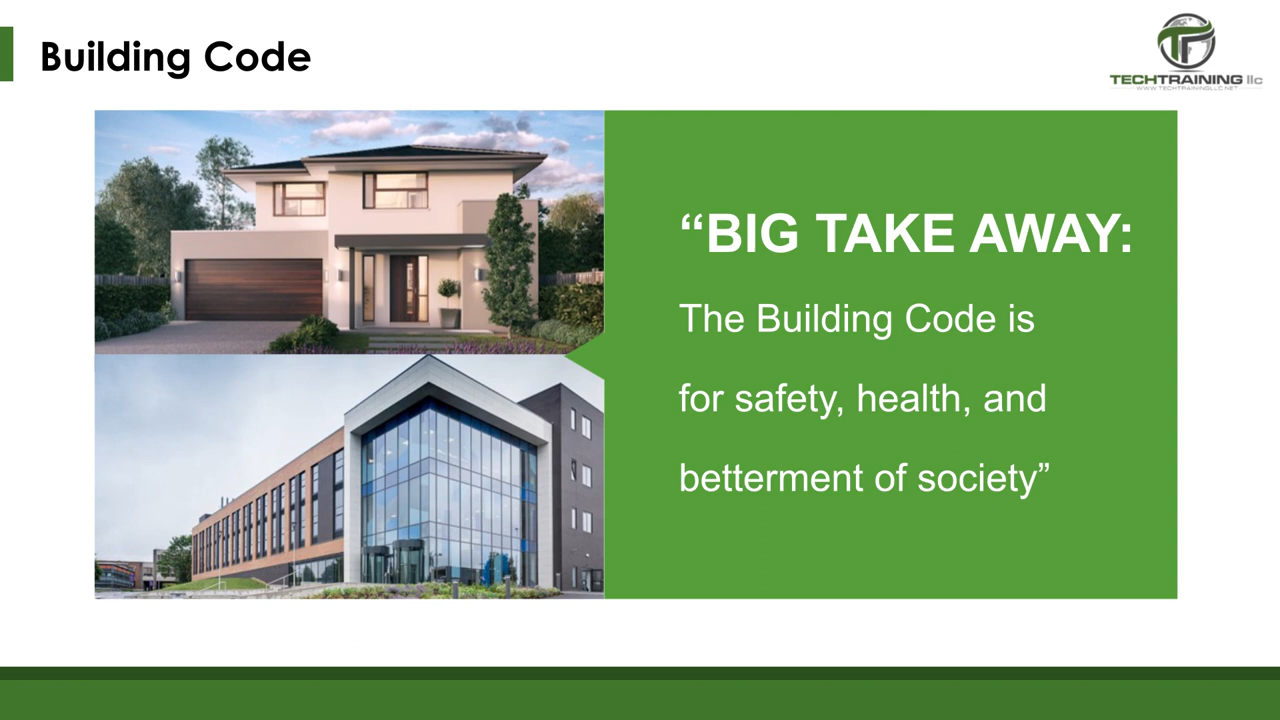 Building Code
TECHTRAINING llc
WWW.TECHTRAININGLLC.NET
“BIG TAKE AWAY:
The Building Code is
for safety, health, and
betterment of society”